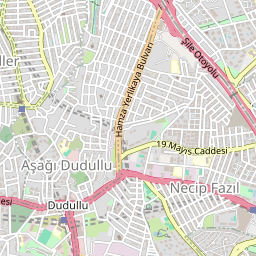 Şile Otoyolu
Hamza Yerlikaya Bulvarı
ller
19 Mayıs Caddesi
Aşağı Dudullu
Necip Fazıl
esi
Dudullu